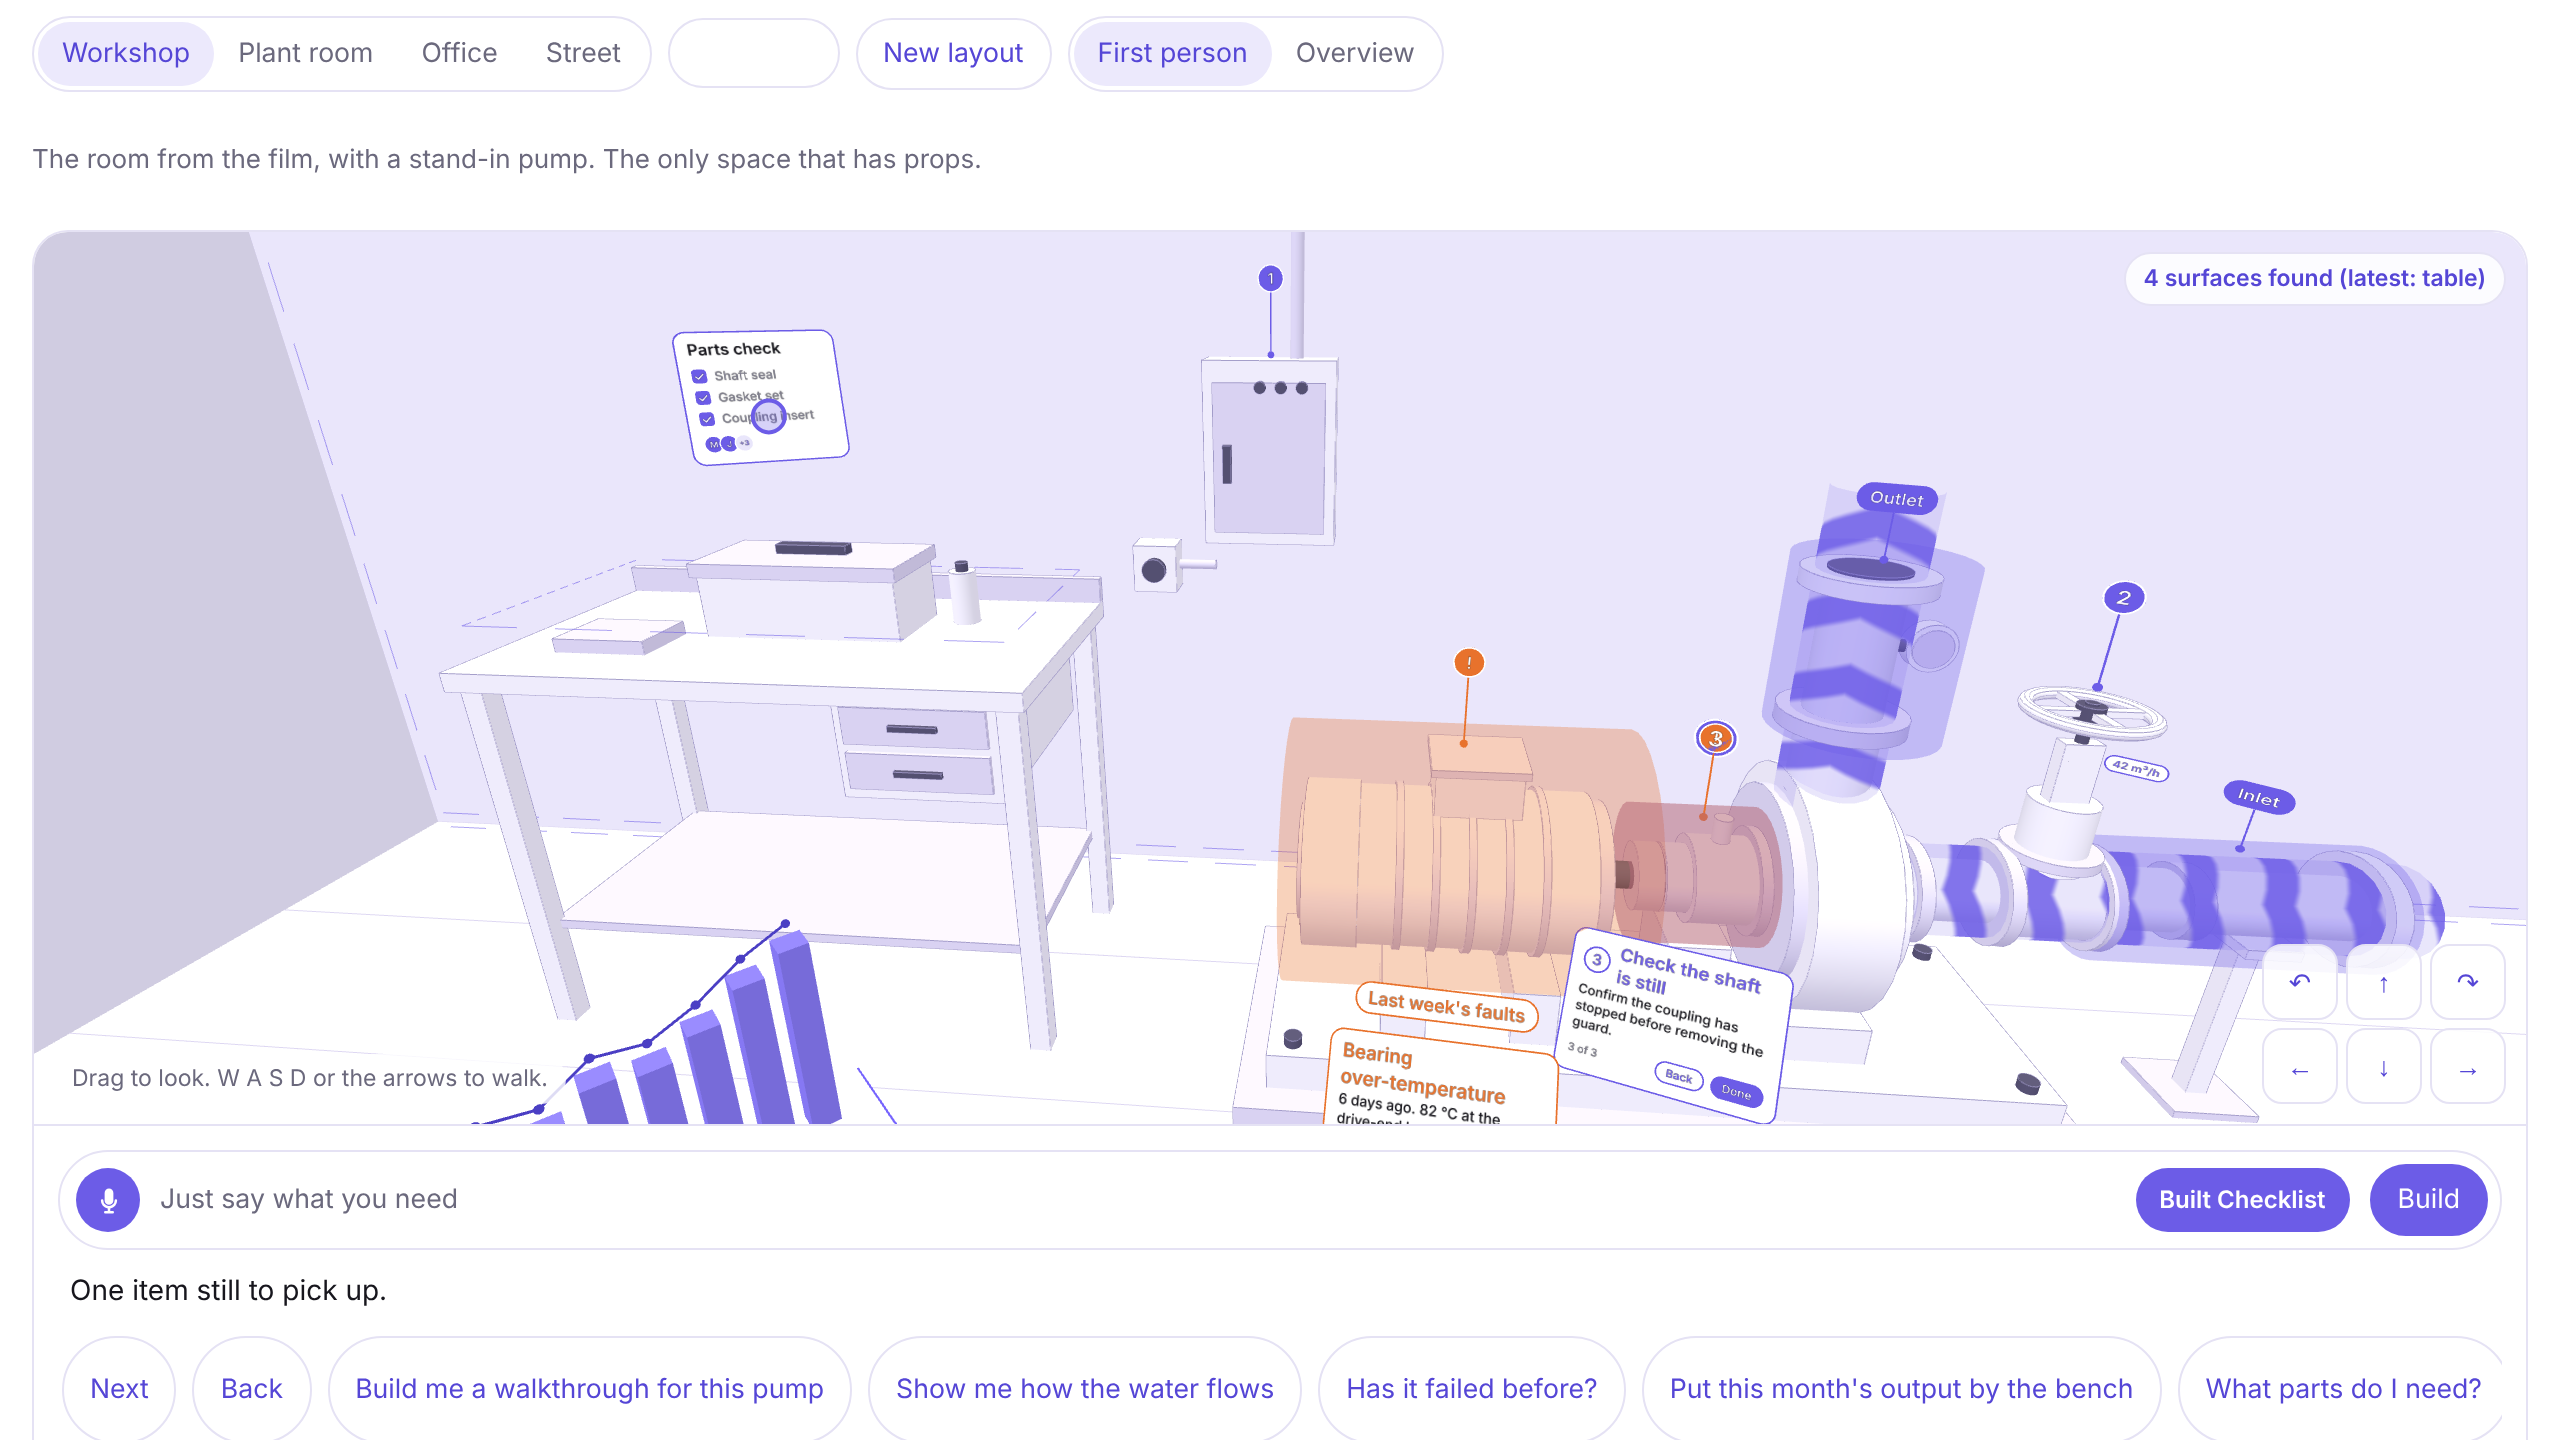 Workshop
Plant room
Office
Street
New layout
First person
Overview
The room from the film, with a stand-in pump. The only space that has props.
4 surfaces found (latest: table)
1
Parts check
Shaft seal
Gasket set
Coupling insert
M
+3
Outlet
2
!
3
42 m³/h
Inlet
3
Check the shaft
is still
Confirm the coupling has
stopped before removing the
guard.
3 of 3
Back
Done
Last week's faults
Bearing
over-temperature
6 days ago. 82 °C at the
Drag to look. W A S D or the arrows to walk.
↶
↑
↷
←
↓
→
Just say what you need
Built Checklist
Build
One item still to pick up.
Next
Back
Build me a walkthrough for this pump
Show me how the water flows
Has it failed before?
Put this month's output by the bench
What parts do I need?